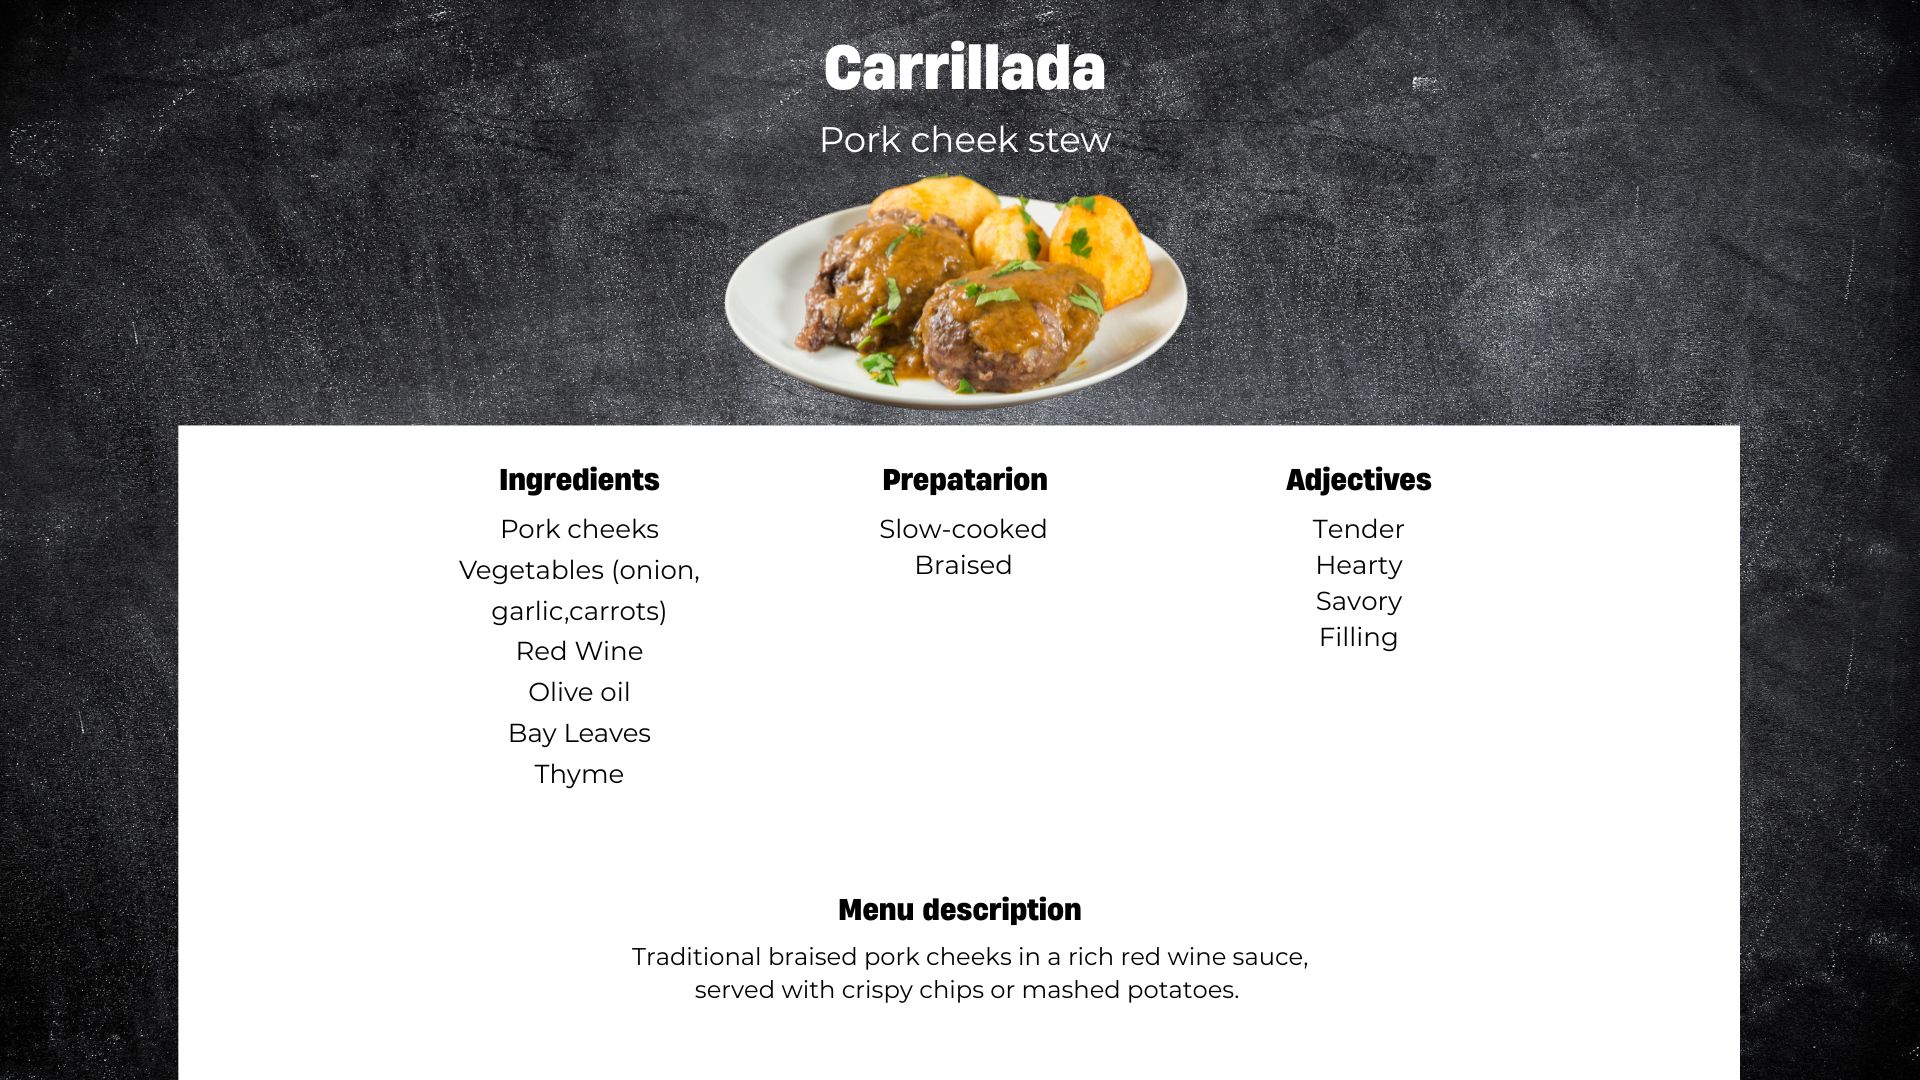 Carrillada
Pork cheek stew
Ingredients
Pork cheeks
Vegetables (onion,
garlic,carrots)
Red Wine
Olive oil
Bay Leaves
Thyme
Prepatarion
Slow-cooked
Braised
Adjectives
Tender
Hearty
Savory
Filling
Menu description
Traditional braised pork cheeks in a rich red wine sauce,
served with crispy chips or mashed potatoes.